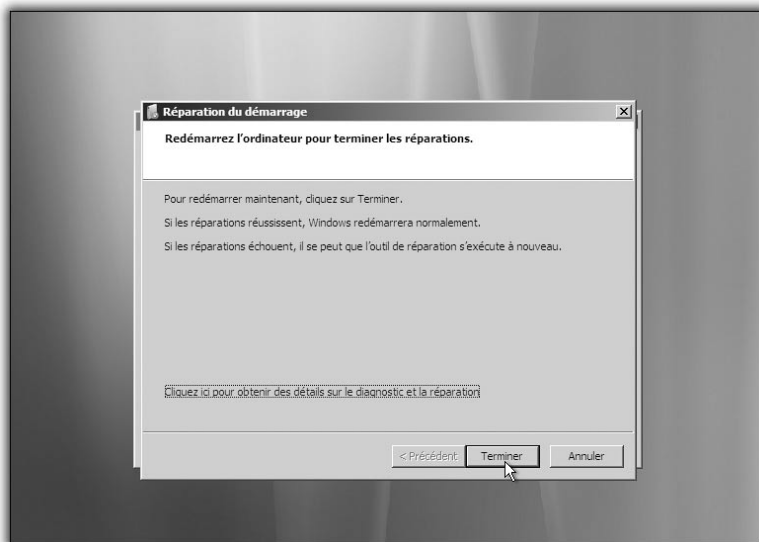 Réparation du démarrage
Redémarrez l'ordinateur pour terminer les réparations.
Pour redémarrer maintenant, cliquez sur Terminer.
Si les réparations réussissent, Windows redémarrera normalement.
Si les réparations échouent, il se peut que l'outil de réparation s'exécute à nouveau.
Cliquez ici pour obtenir des détails sur le diagnostic et la réparation
< Précédent Terminer Annuler